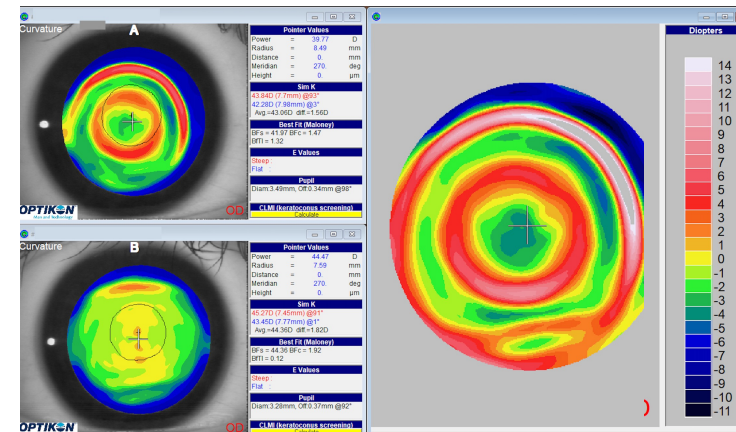 Curvature
A
Pointer Values
Power = 39.77 D
Radius = 8.49 mm
Distance = 0. mm
Meridian = 270. deg
Height = 0. µm
Sim K
43.84D (7.7mm) @93°
42.28D (7.98mm) @3°
Avg.=43.06D diff.=1.56D
Best Fit (Maloney)
BFs = 41.97 BFc = 1.47
BfTI = 1.32
E Values
Steep :
Flat :
Pupil
Diam:3.49mm, Off:0.34mm @98°
CLMI (keratoconus screening)
Calculate
OPTIKON
OD
Curvature
B
Pointer Values
Power = 44.47 D
Radius = 7.59 mm
Distance = 0. mm
Meridian = 270. deg
Height = 0. µm
Sim K
45.27D (7.45mm) @91°
43.45D (7.77mm) @1°
Avg.=44.36D diff.=1.82D
Best Fit (Maloney)
BFs = 44.36 BFc = 1.92
BfTI = 0.12
E Values
Steep :
Flat :
Pupil
Diam:3.28mm, Off:0.37mm @92°
CLMI (keratoconus screening)
OPTIKON
OD
Diopters
14
13
12
11
10
9
8
7
6
5
4
3
2
1
0
-1
-2
-3
-4
-5
-6
-7
-8
-9
-10
-11